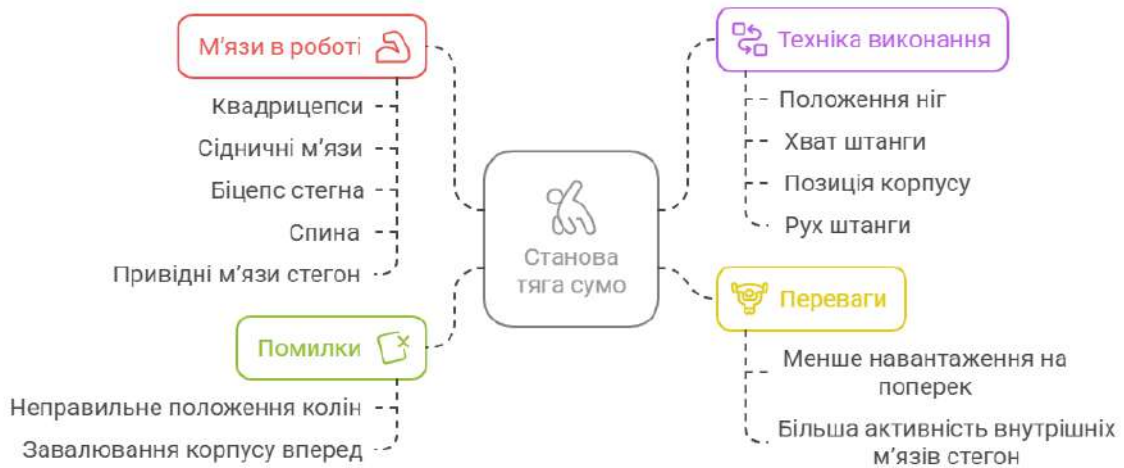 М'язи в роботі
Квадрицепси
Сідничні м'язи
Біцепс стегна
Спина
Привідні м'язи стегон
Помилки
Неправильне положення колін
Завалювання корпусу вперед
Станова
тяга сумо
Техніка виконання
Положення ніг
Хват штанги
Позиція корпусу
Рух штанги
Переваги
Менше навантаження на
поперек
Більша активність внутрішніх
м'язів стегон